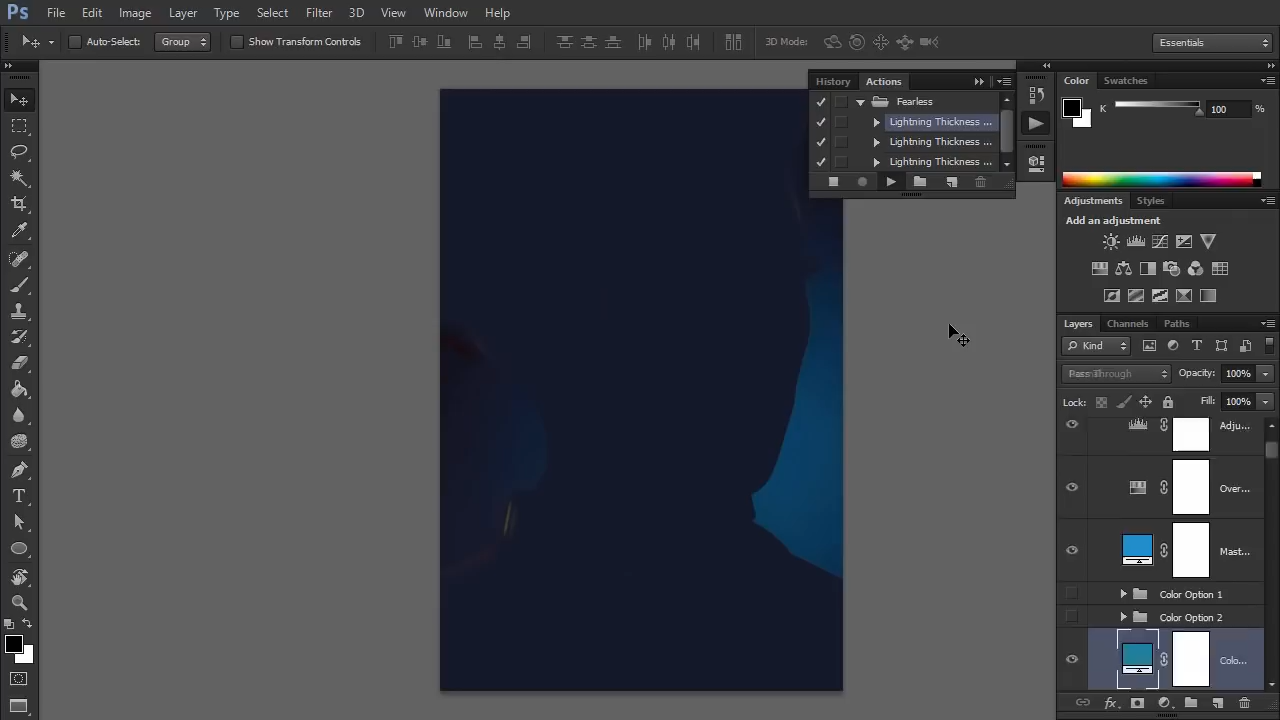 Ps File Edit Image Layer Type Select Filter 3D View Window Help
Auto-Select: Group Show Transform Controls 3D Mode: Essentials
History Actions
Fearless
Lightning Thickness ...
Lightning Thickness ...
Lightning Thickness ...
Color Swatches
K 100 %
Adjustments Styles
Add an adjustment
Layers Channels Paths
Kind
Opacity: 100%
Lock: Fill: 100%
Adju...
Over...
Mast...
Color Option 1
Color Option 2
Colo...